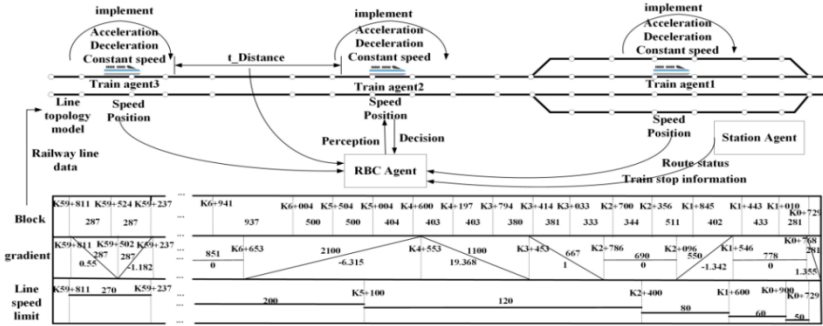 implement
implement
implement
Acceleration
Deceleration
Constant speed
t_Distance
Acceleration
Deceleration
Constant speed
Acceleration
Deceleration
Constant speed
Train agent3
Train agent2
Train agent1
Line
topology
model
Speed
Position
Speed
Position
Speed
Position
Perception
Decision
Station Agent
Railway line
data
RBC Agent
Route status
Train stop information
Block
K59+811 K59+524 K59+237 ... K6+941 K6+004 K5+504 K5+004 K4+600 K4+197 K3+794 K3+414 K3+033 K2+700 K2+356 K1+845 K1+443 K1+010 K0+729
287 287 ... 937 500 500 404 403 403 380 381 333 344 511 402 433 281
gradient
K59+811 K59+502 K59+237 ... K6+653 K4+553 K3+453 K2+786 K2+096 K1+546 K0+768
287 287 ... 851 2100 1100 667 690 550 778 281
0.55 -1.182 ... 0 -6.315 19.368 1 0 -1.342 0 1.355
Line
speed
limit
K59+811 270 K59+237 ... K5+100 K2+400 K1+600 K0+900 K0+729
200 120 80 60 50